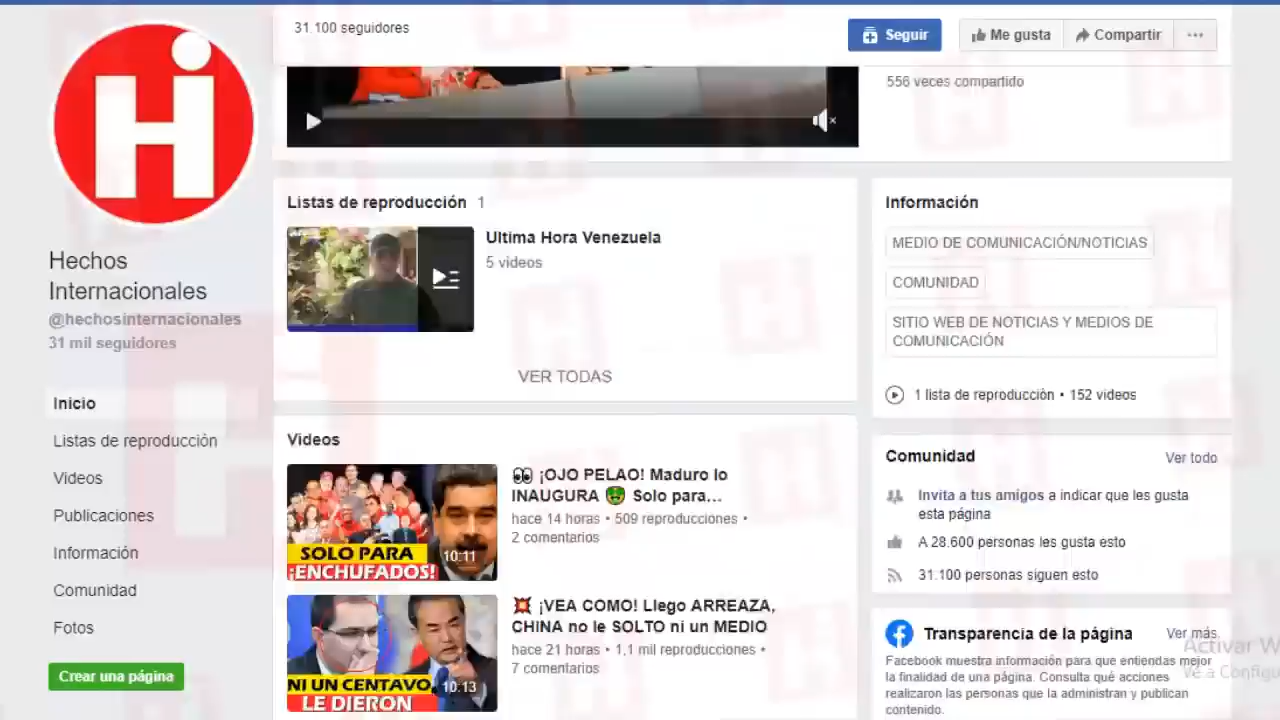 31.100 seguidores
Seguir
Me gusta
Compartir
556 veces compartido
Hi
Hechos
Internacionales
@hechosinternacionales
31 mil seguidores
Inicio
Listas de reproducción
Videos
Publicaciones
Información
Comunidad
Fotos
Crear una página
Listas de reproducción 1
Ultima Hora Venezuela
5 videos
VER TODAS
Videos
SOLO PARA
¡ENCHUFADOS!
10:11
👀 ¡OJO PELAO! Maduro lo
INAUGURA 🤑 Solo para...
hace 14 horas • 509 reproducciones •
2 comentarios
NI UN CENTAVO
LE DIERON
10:13
💥 ¡VEA COMO! Llego ARREAZA,
CHINA no le SOLTO ni un MEDIO
hace 21 horas • 1,1 mil reproducciones •
7 comentarios
Información
MEDIO DE COMUNICACIÓN/NOTICIAS
COMUNIDAD
SITIO WEB DE NOTICIAS Y MEDIOS DE
COMUNICACIÓN
1 lista de reproducción • 152 videos
Comunidad
Ver todo
Invita a tus amigos a indicar que les gusta
esta página
A 28.600 personas les gusta esto
31.100 personas siguen esto
Transparencia de la página
Ver más
Facebook muestra información para que entiendas mejor
la finalidad de una página. Consulta qué acciones
realizaron las personas que la administran y publican
contenido.
Activar W
Ve a Configu